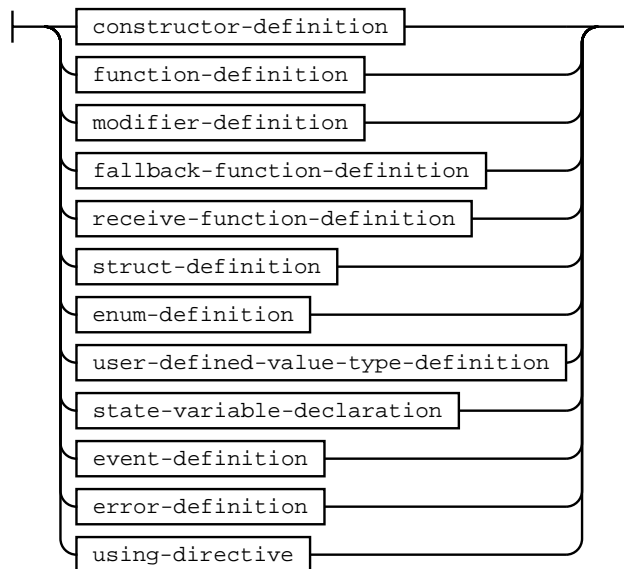 constructor-definition
function-definition
modifier-definition
fallback-function-definition
receive-function-definition
struct-definition
enum-definition
user-defined-value-type-definition
state-variable-declaration
event-definition
error-definition
using-directive